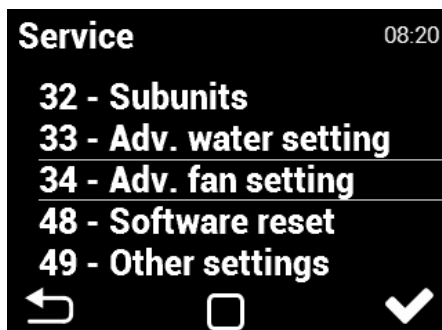 Service 08:20
32 - Subunits
33 - Adv. water setting
34 - Adv. fan setting
48 - Software reset
49 - Other settings